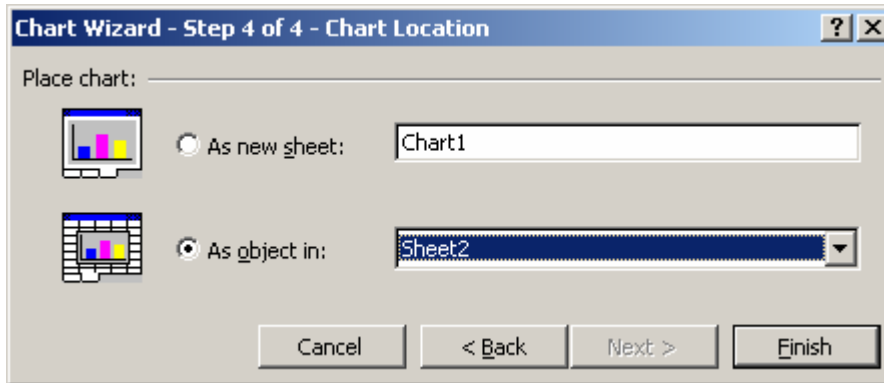 Chart Wizard - Step 4 of 4 - Chart Location
Place chart:
As new sheet: Chart1
As object in: Sheet2
Cancel < Back Next > Finish